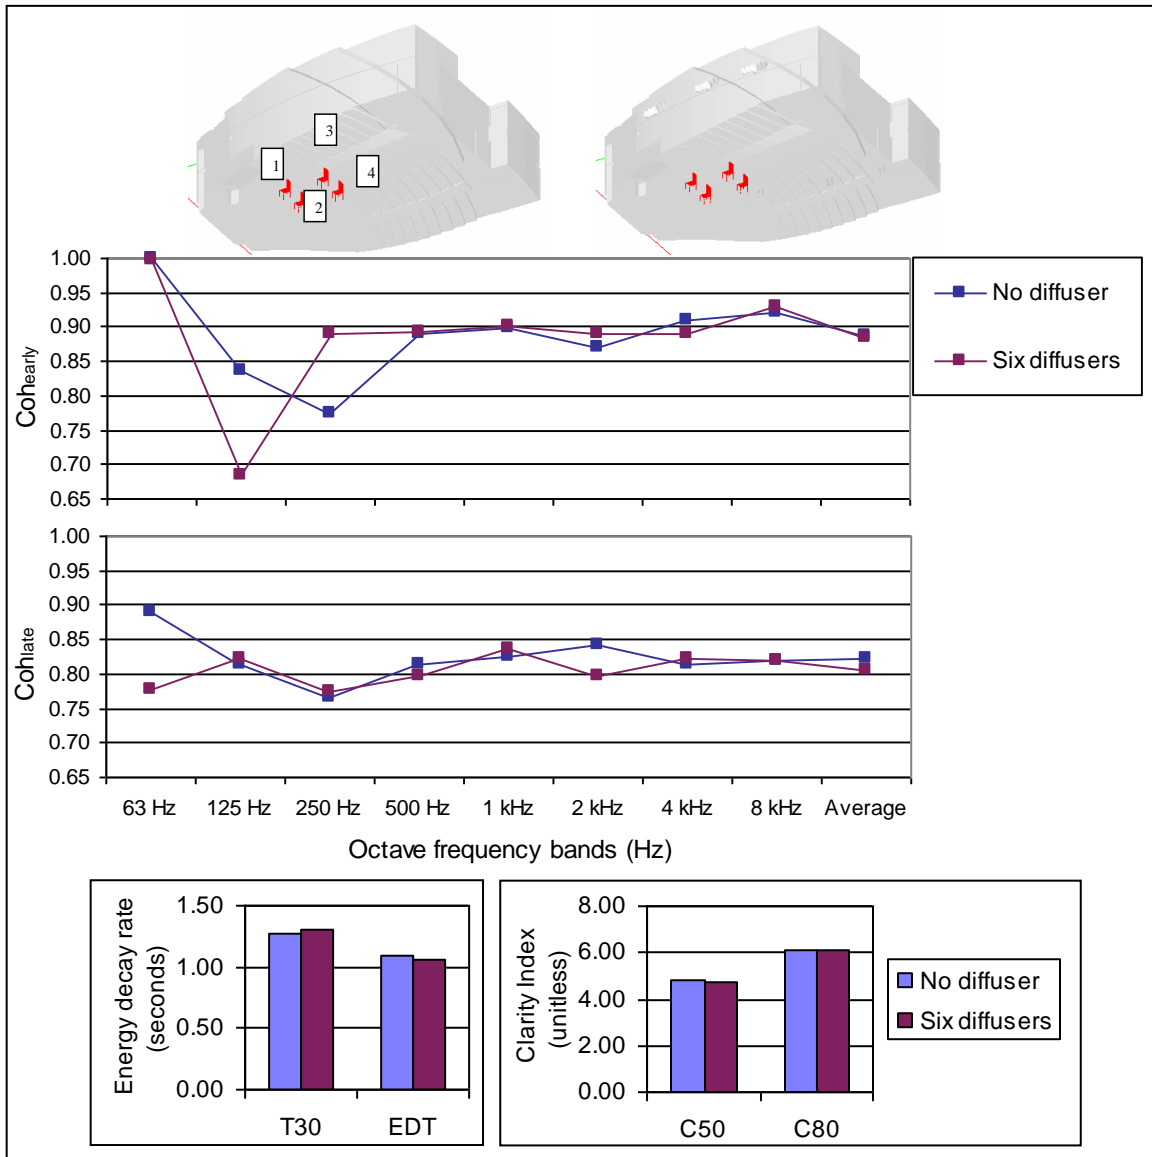 3
1
4
2
1.00
0.95
0.90
0.85
0.80
0.75
0.70
0.65
Cohearly
No diffuser
Six diffusers
1.00
0.95
0.90
0.85
0.80
0.75
0.70
0.65
Cohlate
63 Hz 125 Hz 250 Hz 500 Hz 1 kHz 2 kHz 4 kHz 8 kHz Average
Octave frequency bands (Hz)
Energy decay rate
(seconds)
1.50
1.00
0.50
0.00
T30 EDT
Clarity Index
(unitless)
8.00
6.00
4.00
2.00
0.00
C50 C80
No diffuser
Six diffusers